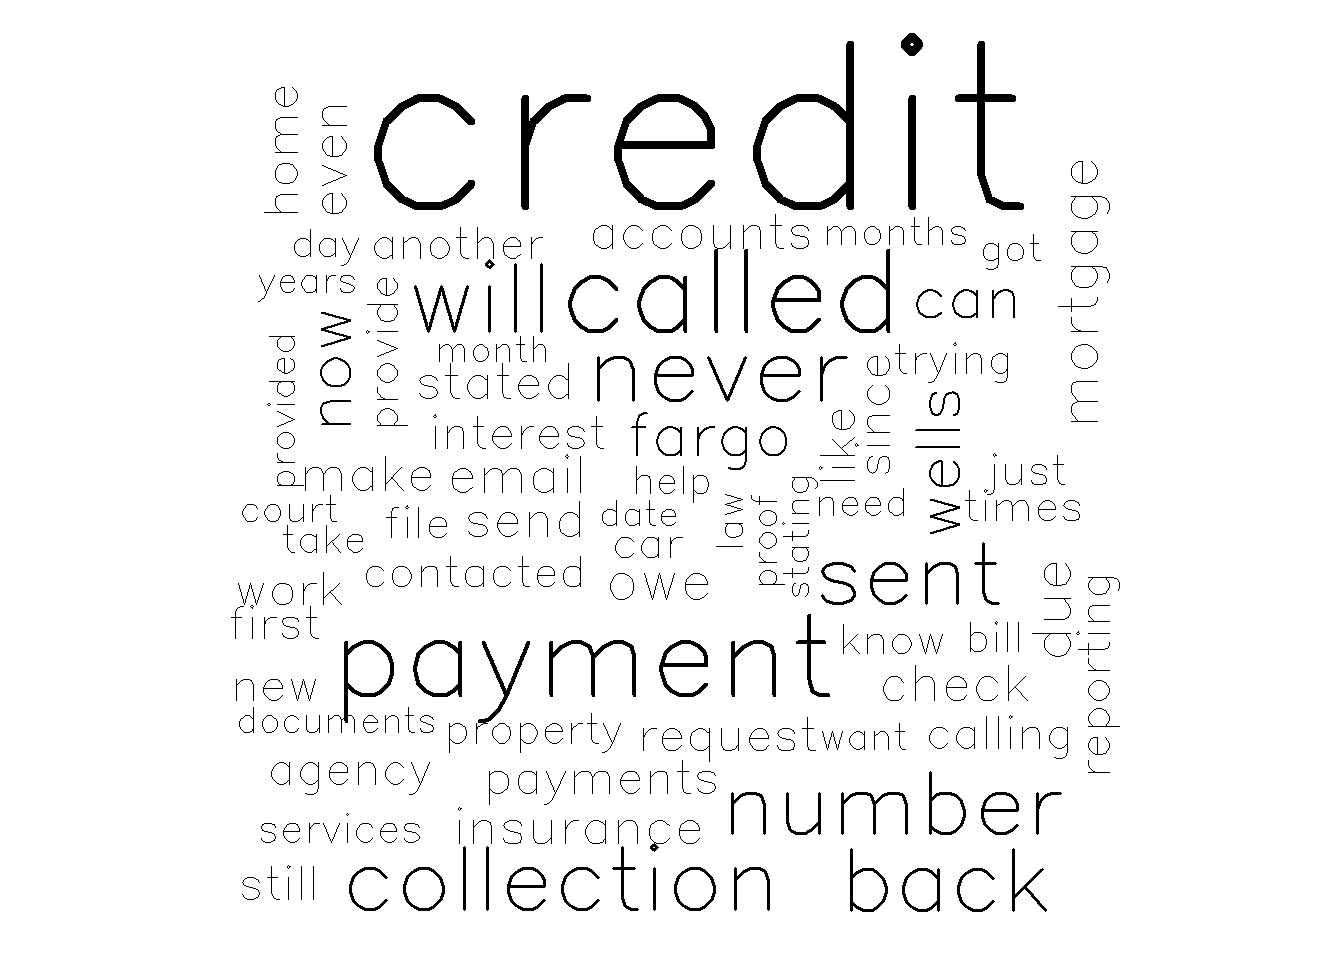 credit
home
even
mortgage
day another accounts months got
years
will called can
now
provide
provided
month
never
since
trying
stated
wells
interest fargo
like
make email help
just
stating
need
times
court
file send date
law
proof
take
car
contacted owe
sent
due
work
first
payment know bill
reporting
new
check
documents property request want calling
agency payments
number
services insurance
still collection back